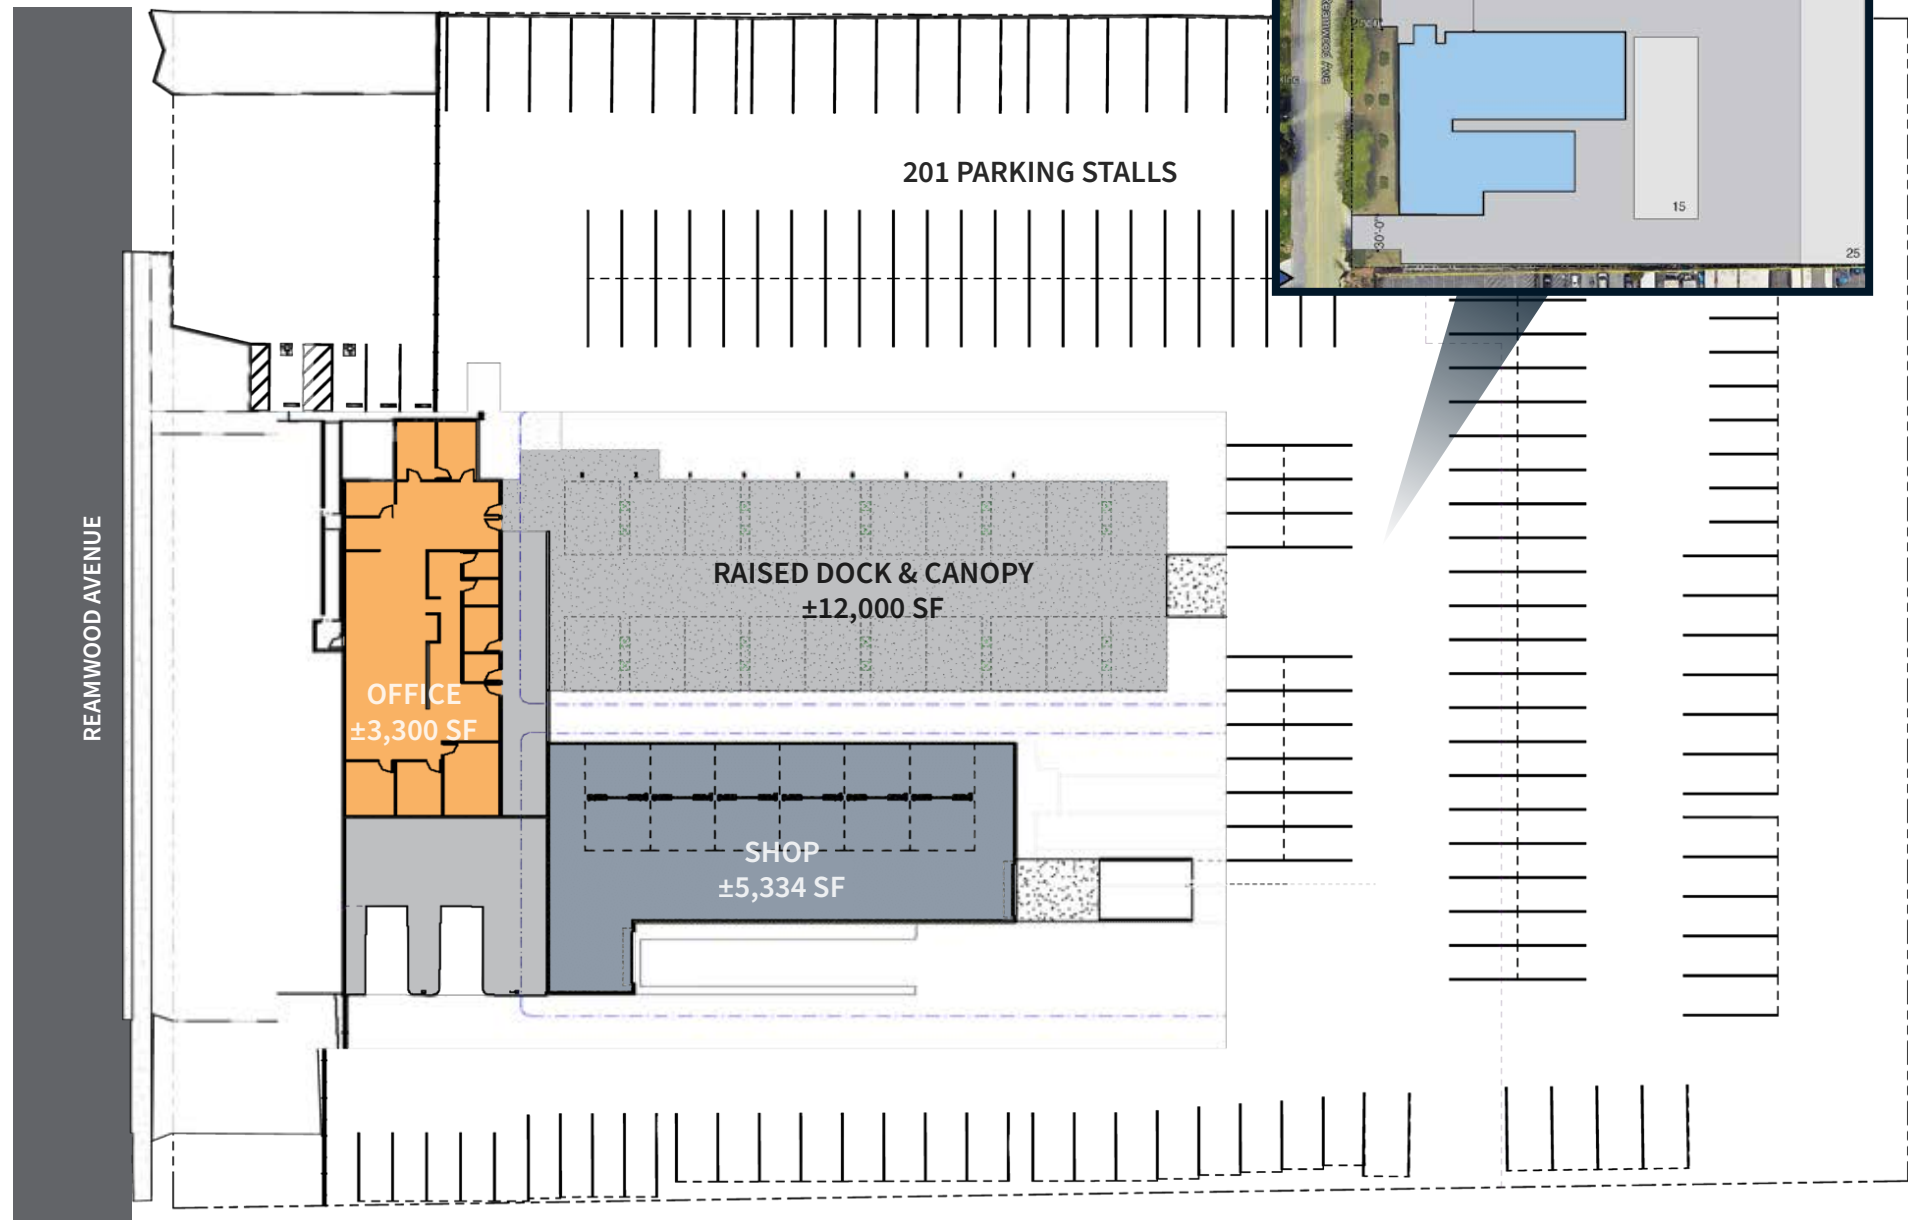 201 PARKING STALLS
15
25
30'-0"
REAMWOOD AVENUE
RAISED DOCK & CANOPY
±12,000 SF
OFFICE
±3,300 SF
SHOP
±5,334 SF